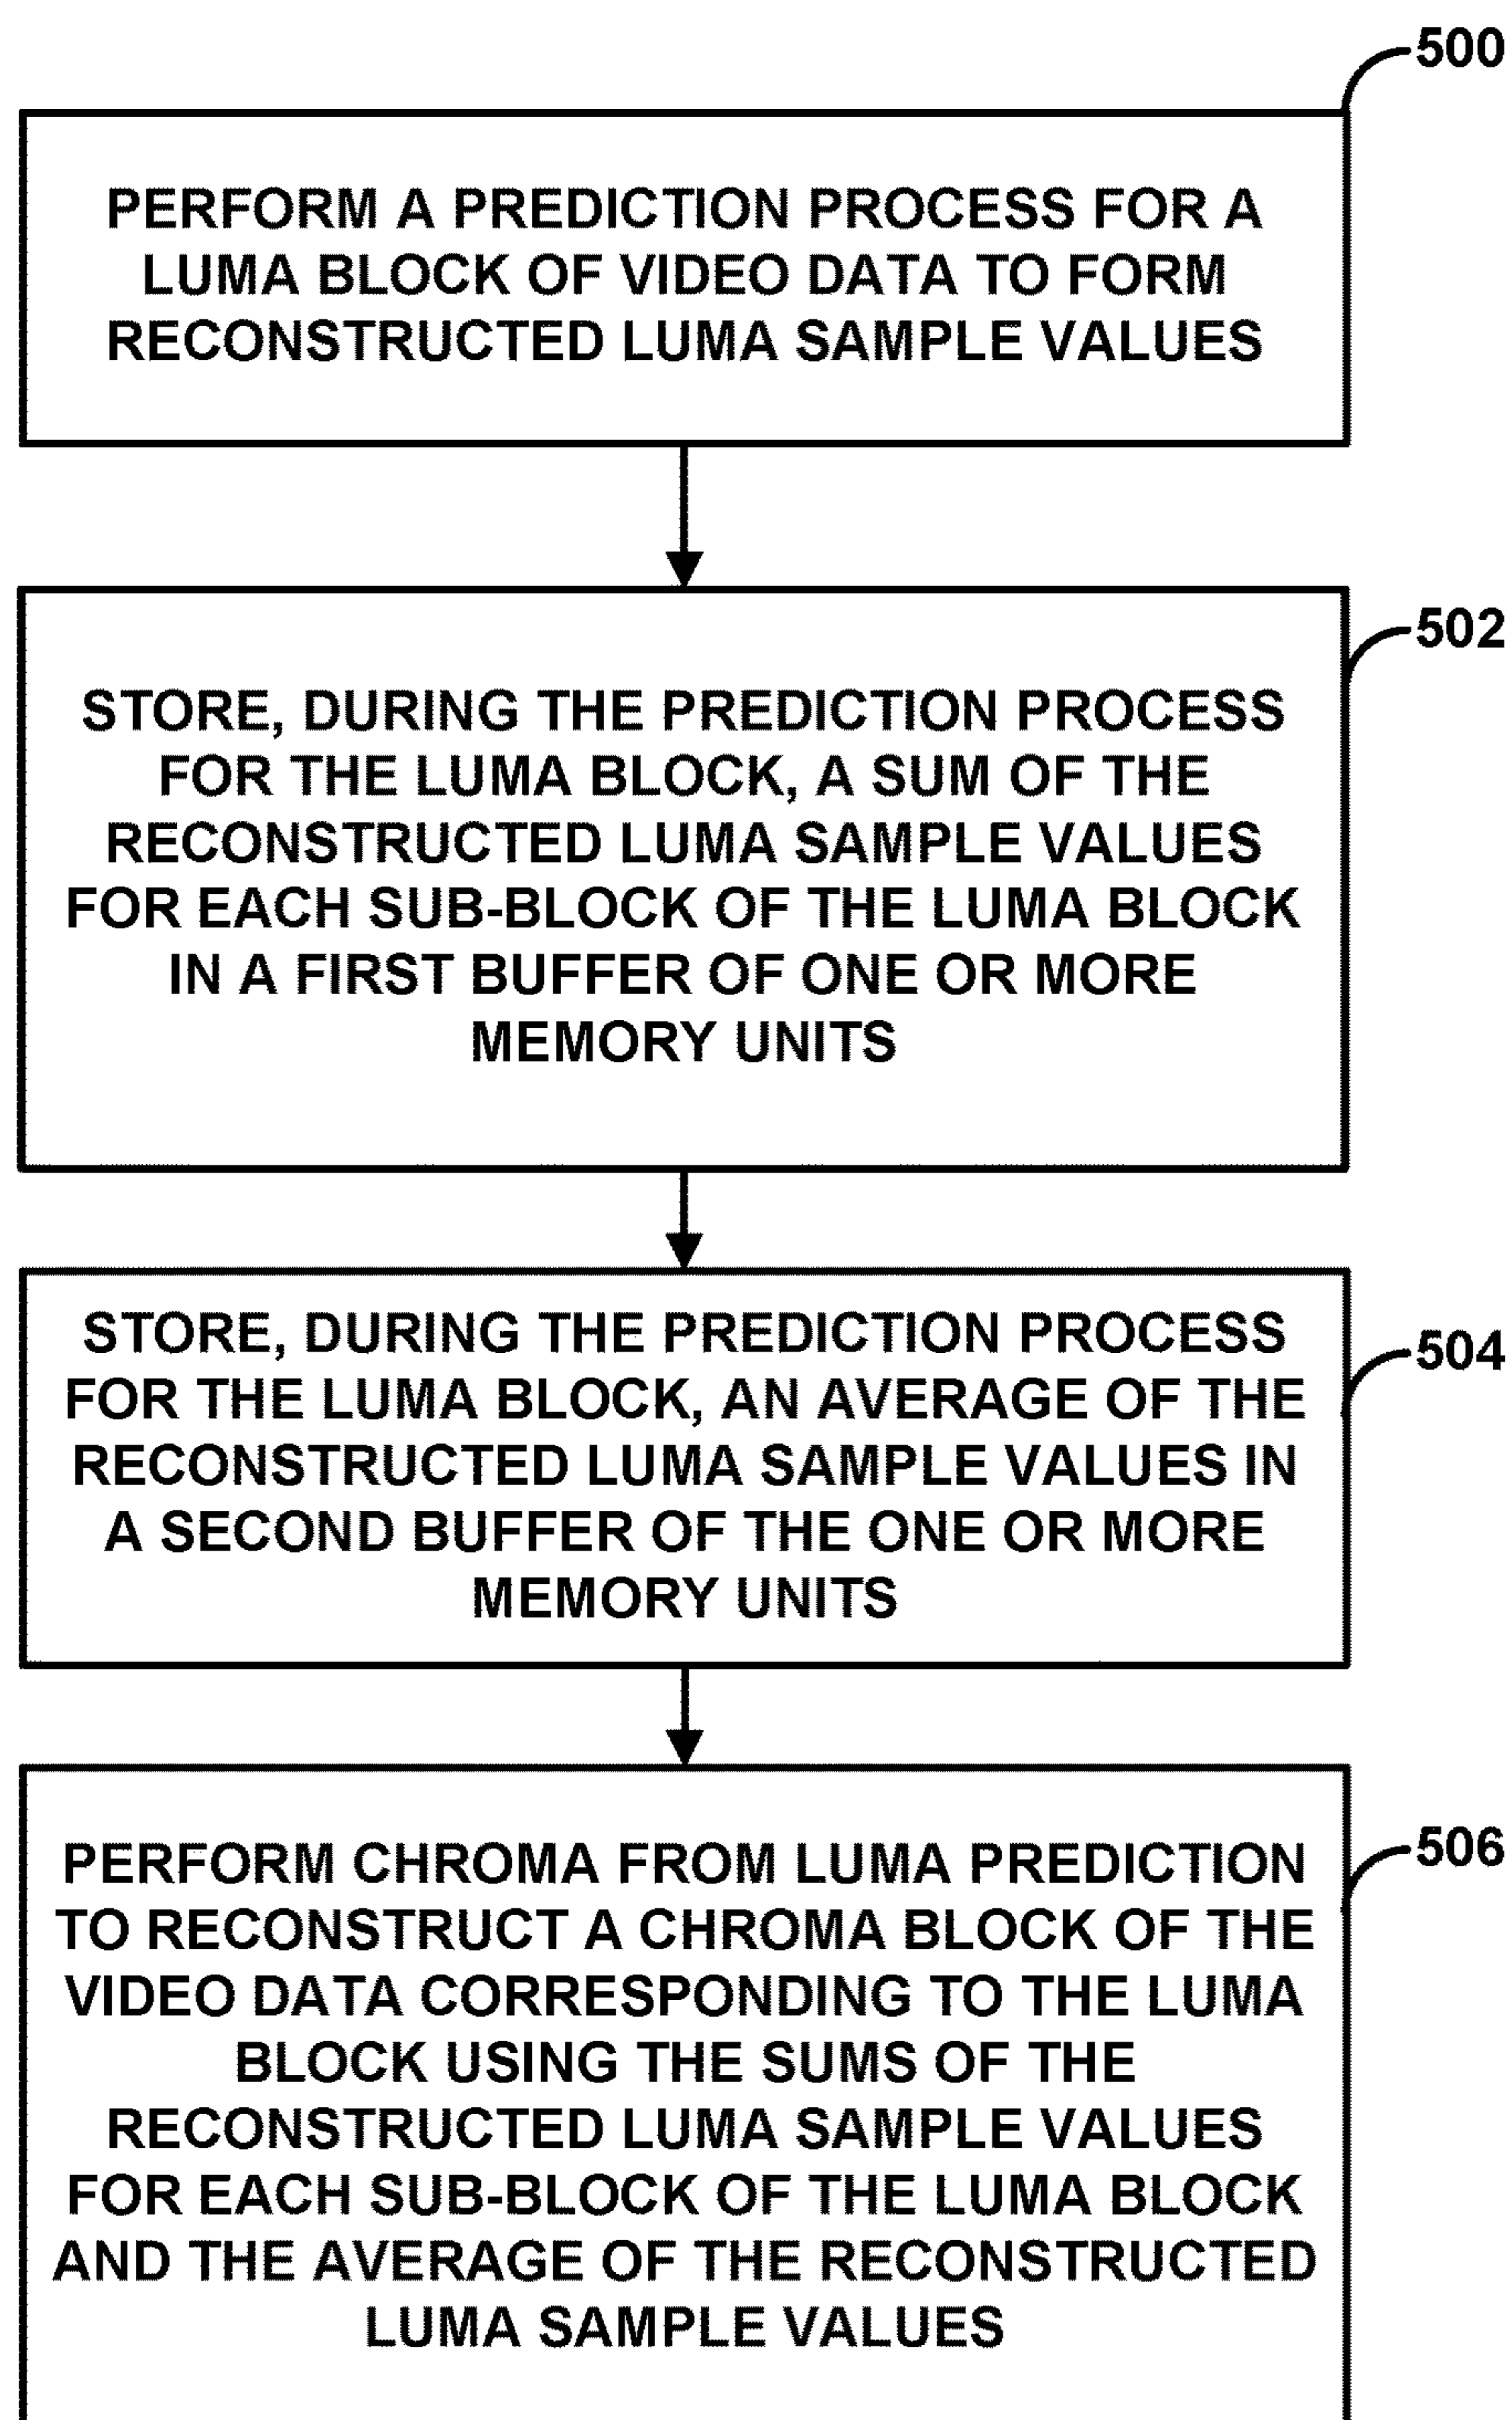 500
PERFORM A PREDICTION PROCESS FOR A
LUMA BLOCK OF VIDEO DATA TO FORM
RECONSTRUCTED LUMA SAMPLE VALUES
502
STORE, DURING THE PREDICTION PROCESS
FOR THE LUMA BLOCK, A SUM OF THE
RECONSTRUCTED LUMA SAMPLE VALUES
FOR EACH SUB-BLOCK OF THE LUMA BLOCK
IN A FIRST BUFFER OF ONE OR MORE
MEMORY UNITS
504
STORE, DURING THE PREDICTION PROCESS
FOR THE LUMA BLOCK, AN AVERAGE OF THE
RECONSTRUCTED LUMA SAMPLE VALUES IN
A SECOND BUFFER OF THE ONE OR MORE
MEMORY UNITS
506
PERFORM CHROMA FROM LUMA PREDICTION
TO RECONSTRUCT A CHROMA BLOCK OF THE
VIDEO DATA CORRESPONDING TO THE LUMA
BLOCK USING THE SUMS OF THE
RECONSTRUCTED LUMA SAMPLE VALUES
FOR EACH SUB-BLOCK OF THE LUMA BLOCK
AND THE AVERAGE OF THE RECONSTRUCTED
LUMA SAMPLE VALUES